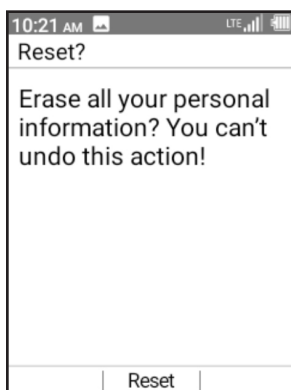 10:21 AM LTE
Reset?
Erase all your personal
information? You can't
undo this action!
Reset